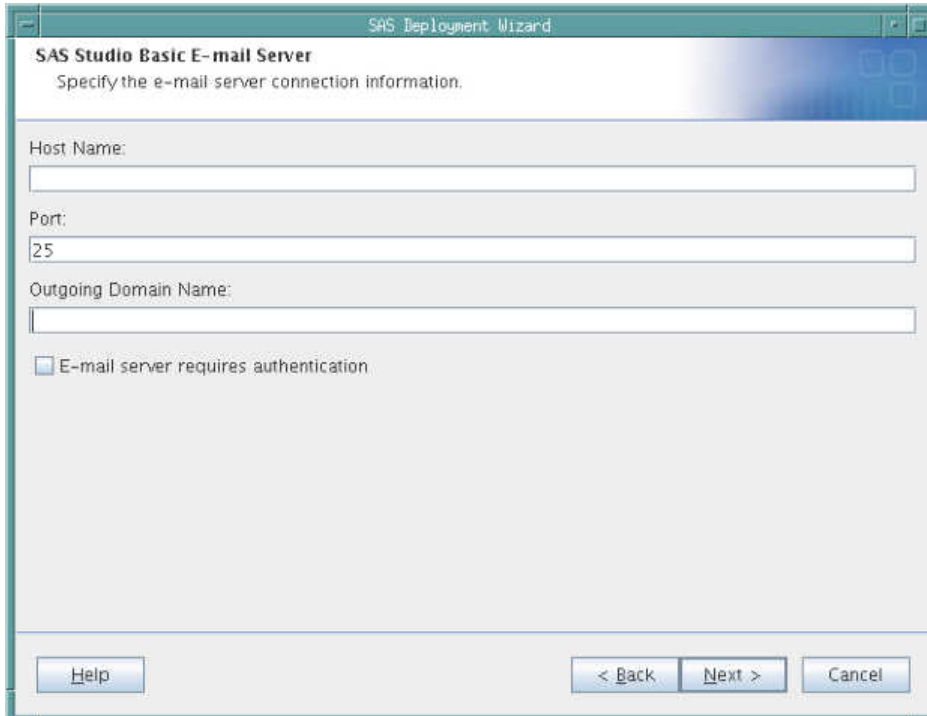 SAS Deployment Wizard
SAS Studio Basic E-mail Server
Specify the e-mail server connection information.
Host Name:
Port:
25
Outgoing Domain Name:
E-mail server requires authentication
Help
< Back
Next >
Cancel